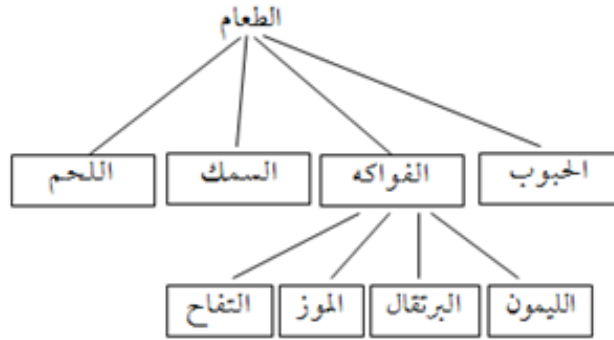 الطعام
الحبوب الفواكه السمك اللحم
الليمون البرتقال الموز التفاح